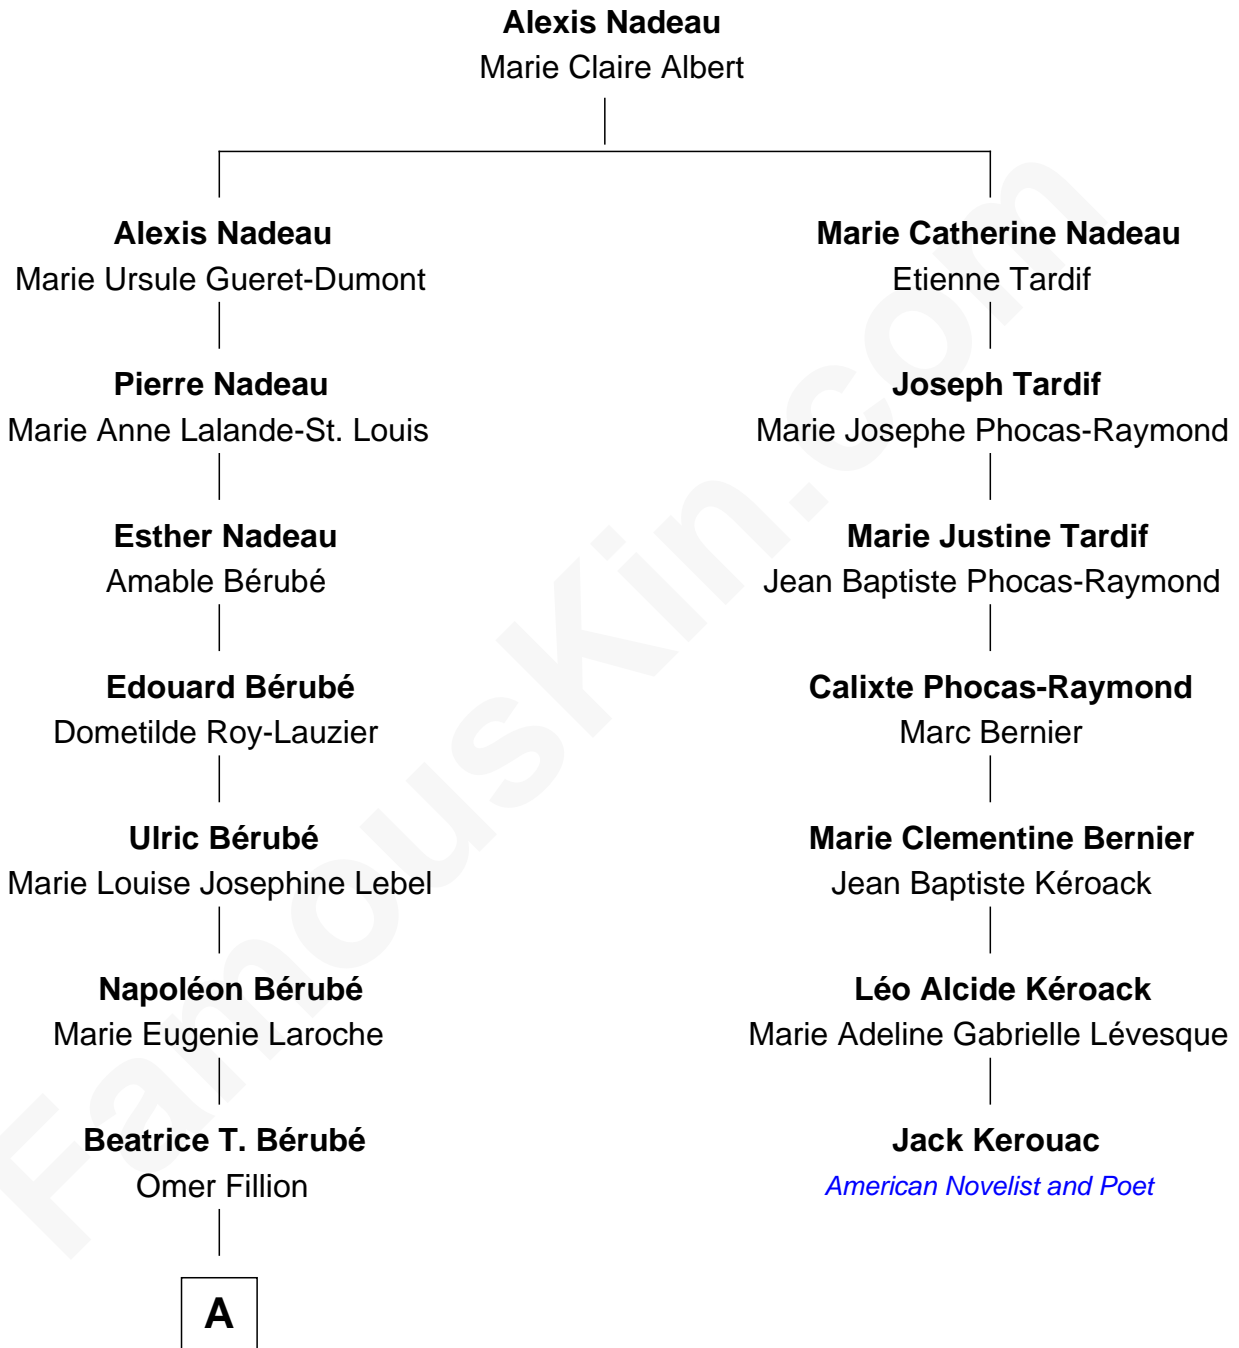 Alexis Nadeau
Marie Claire Albert
Alexis Nadeau
Marie Ursule Gueret-Dumont
Pierre Nadeau
Marie Anne Lalande-St. Louis
Esther Nadeau
Amable Bérubé
Edouard Bérubé
Dometilde Roy-Lauzier
Ulric Bérubé
Marie Louise Josephine Lebel
Napoléon Bérubé
Marie Eugenie Laroche
Beatrice T. Bérubé
Omer Fillion
A
Marie Catherine Nadeau
Etienne Tardif
Joseph Tardif
Marie Josephe Phocas-Raymond
Marie Justine Tardif
Jean Baptiste Phocas-Raymond
Calixte Phocas-Raymond
Marc Bernier
Marie Clementine Bernier
Jean Baptiste Kéroack
Léo Alcide Kéroack
Marie Adeline Gabrielle Lévesque
Jack Kerouac
American Novelist and Poet
FamousKin.com